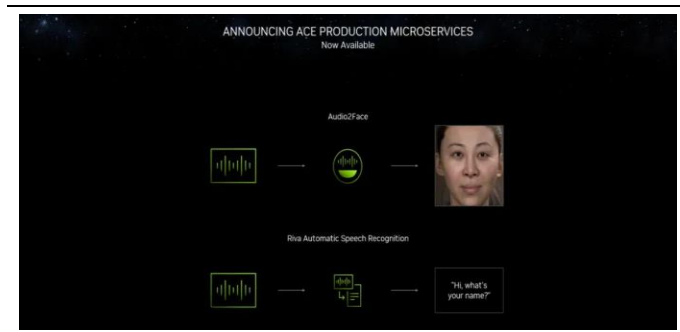 ANNOUNCING ACE PRODUCTION MICROSERVICES
Now Available
Audio2Face
Riva Automatic Speech Recognition
"Hi, what's
your name?"